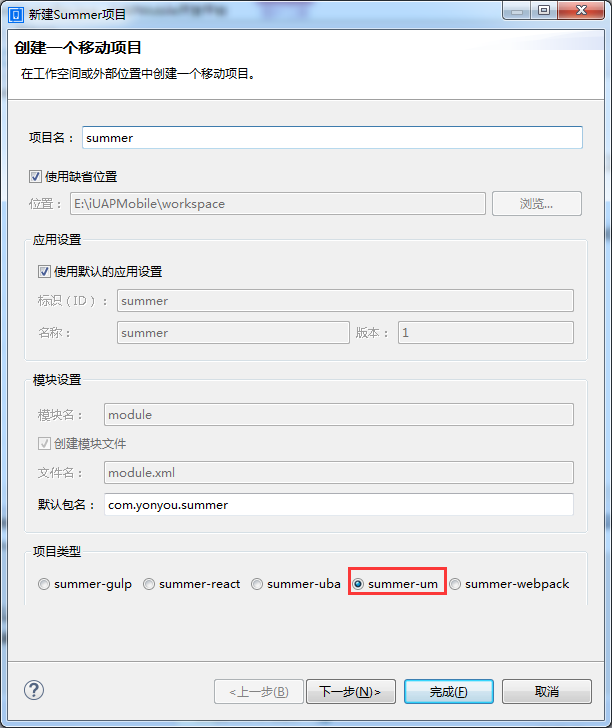 新建Summer项目
创建一个移动项目
在工作空间或外部位置中创建一个移动项目。
项目名： summer
使用缺省位置
位置： E:\iUAPMobile\workspace 浏览...
应用设置
使用默认的应用设置
标识（ID）： summer
名称： summer 版本： 1
模块设置
模块名： module
创建模块文件
文件名： module.xml
默认包名： com.yonyou.summer
项目类型
summer-gulp summer-react summer-uba summer-um summer-webpack
? <上一步(B) 下一步(N)> 完成(F) 取消